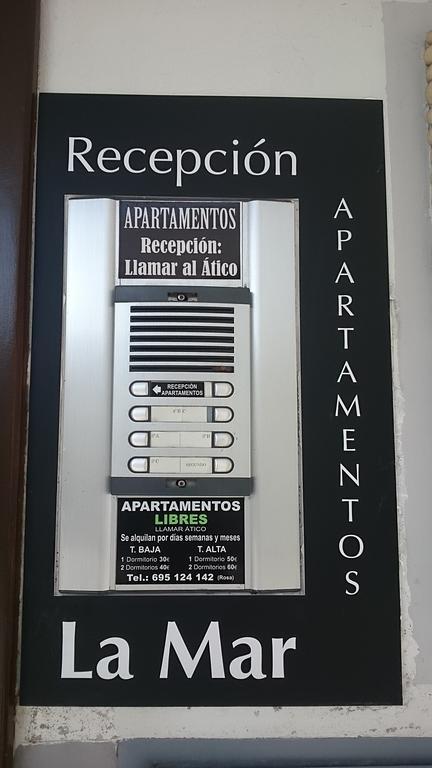 Recepción
APARTAMENTOS
APARTAMENTOS
Recepción:
Llamar al Ático
RECEPCIÓN
APARTAMENTOS
SEGUNDO
APARTAMENTOS
LIBRES
LLAMAR ÁTICO
Se alquilan por días semanas y meses
T. BAJA T. ALTA
1 Dormitorio 30€ 1 Dormitorio 50€
2 Dormitorios 40€ 2 Dormitorios 60€
Tel.: 695 124 142 (Rosa)
La Mar